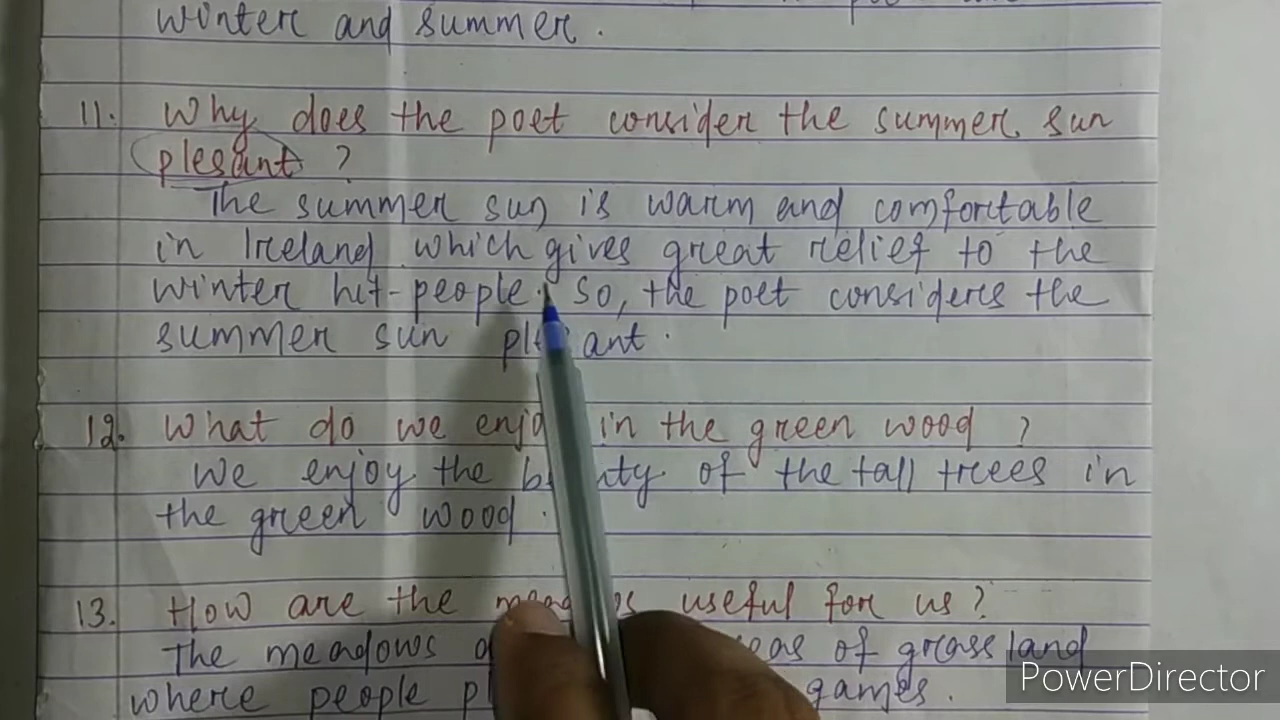 winter and summer.
11. Why does the poet consider the summer sun
plesant ?
The summer sun is warm and comfortable
in Ireland which gives great relief to the
winter hit-people. So, the poet considers the
summer sun
12. What do we in the green wood ?
We enjoy the of the tall trees in
the green wood.
13. How are the useful for us ?
The meadows of grass land
where people games.
PowerDirector